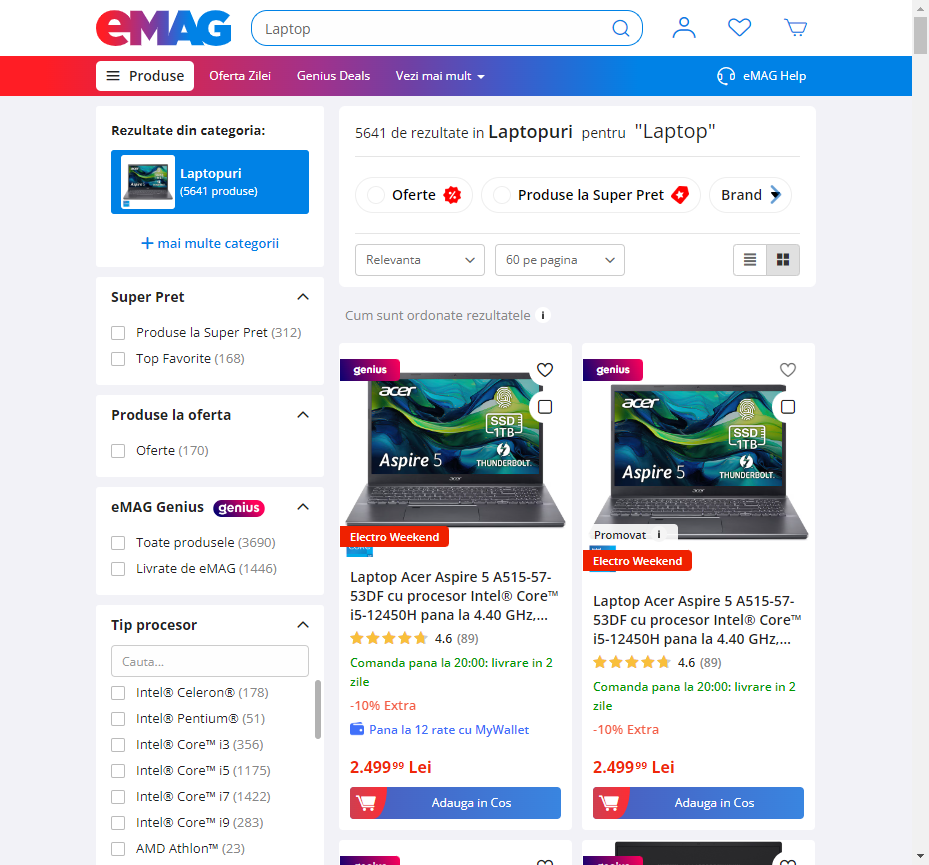 eMAG
Laptop
Produse
Oferta Zilei
Genius Deals
Vezi mai mult
eMAG Help
Rezultate din categoria:
Laptopuri
(5641 produse)
+ mai multe categorii
Super Pret
Produse la Super Pret (312)
Top Favorite (168)
Produse la oferta
Oferte (170)
eMAG Genius genius
Toate produsele (3690)
Livrate de eMAG (1446)
Tip procesor
Cauta...
Intel® Celeron® (178)
Intel® Pentium® (51)
Intel® Core™ i3 (356)
Intel® Core™ i5 (1175)
Intel® Core™ i7 (1422)
Intel® Core™ i9 (283)
AMD Athlon™ (23)
5641 de rezultate in Laptopuri pentru "Laptop"
Oferte
Produse la Super Pret
Brand
Relevanta
60 pe pagina
Cum sunt ordonate rezultatele i
genius
acer
SSD
1TB
Aspire 5
THUNDERBOLT.
acer
Electro Weekend
Laptop Acer Aspire 5 A515-57-
53DF cu procesor Intel® Core™
i5-12450H pana la 4.40 GHz,...
4.6 (89)
Comanda pana la 20:00: livrare in 2
zile
-10% Extra
Pana la 12 rate cu MyWallet
2.499⁹⁹ Lei
Adauga in Cos
genius
acer
SSD
1TB
Aspire 5
THUNDERBOLT.
acer
Promovat i
Electro Weekend
Laptop Acer Aspire 5 A515-57-
53DF cu procesor Intel® Core™
i5-12450H pana la 4.40 GHz,...
4.6 (89)
Comanda pana la 20:00: livrare in 2
zile
-10% Extra
2.499⁹⁹ Lei
Adauga in Cos
genius
genius